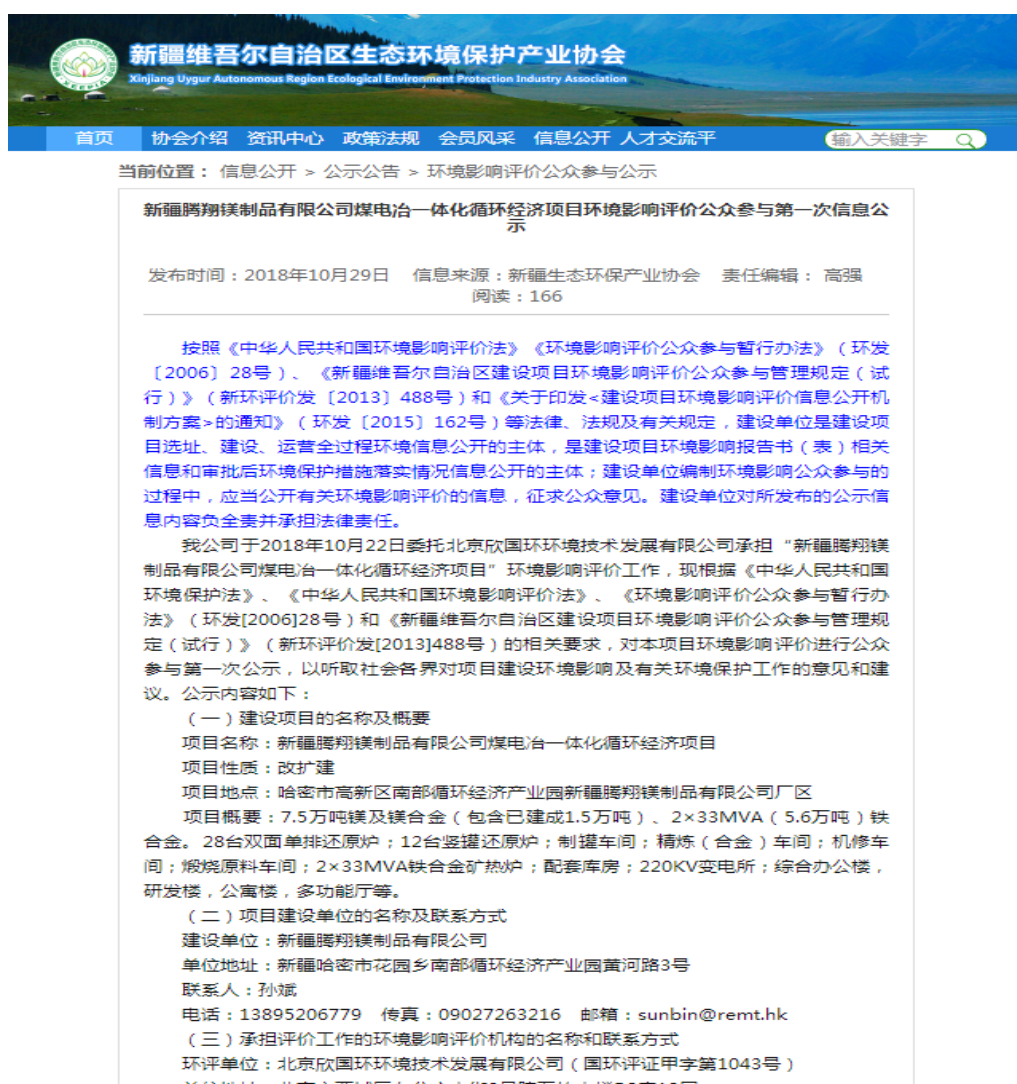 新疆维吾尔自治区生态环境保护产业协会
Xinjiang Uygur Autonomous Region Ecological Environment Protection Industry Association
首页 协会介绍 资讯中心 政策法规 会员风采 信息公开 人才交流平 输入关键字
当前位置： 信息公开 > 公示公告 > 环境影响评价公众参与公示
新疆腾翔镁制品有限公司煤电冶一体化循环经济项目环境影响评价公众参与第一次信息公
示
发布时间：2018年10月29日 信息来源：新疆生态环保产业协会 责任编辑： 高强
阅读：166
按照《中华人民共和国环境影响评价法》《环境影响评价公众参与暂行办法》（环发
〔2006〕28号）、《新疆维吾尔自治区建设项目环境影响评价公众参与管理规定（试
行）》（新环评价发〔2013〕488号）和《关于印发<建设项目环境影响评价信息公开机
制方案>的通知》（环发〔2015〕162号）等法律、法规及有关规定，建设单位是建设项
目选址、建设、运营全过程环境信息公开的主体，是建设项目环境影响报告书（表）相关
信息和审批后环境保护措施落实情况信息公开的主体；建设单位编制环境影响公众参与的
过程中，应当公开有关环境影响评价的信息，征求公众意见。建设单位对所发布的公示信
息内容负全责并承担法律责任。
我公司于2018年10月22日委托北京欣国环环境技术发展有限公司承担“新疆腾翔镁
制品有限公司煤电冶一体化循环经济项目”环境影响评价工作，现根据《中华人民共和国
环境保护法》、《中华人民共和国环境影响评价法》、《环境影响评价公众参与暂行办
法》（环发[2006]28号）和《新疆维吾尔自治区建设项目环境影响评价公众参与管理规
定（试行）》（新环评价发[2013]488号）的相关要求，对本项目环境影响评价进行公众
参与第一次公示，以听取社会各界对项目建设环境影响及有关环境保护工作的意见和建
议。公示内容如下：
（一）建设项目的名称及概要
项目名称：新疆腾翔镁制品有限公司煤电冶一体化循环经济项目
项目性质：改扩建
项目地点：哈密市高新区南部循环经济产业园新疆腾翔镁制品有限公司厂区
项目概要：7.5万吨镁及镁合金（包含已建成1.5万吨）、2×33MVA（5.6万吨）铁
合金。28台双面单排还原炉；12台竖罐还原炉；制罐车间；精炼（合金）车间；机修车
间；煅烧原料车间；2×33MVA铁合金矿热炉；配套库房；220KV变电所；综合办公楼，
研发楼，公寓楼，多功能厅等。
（二）项目建设单位的名称及联系方式
建设单位：新疆腾翔镁制品有限公司
单位地址：新疆哈密市花园乡南部循环经济产业园黄河路3号
联系人：孙斌
电话：13895206779 传真：09027263216 邮箱：sunbin@remt.hk
（三）承担评价工作的环境影响评价机构的名称和联系方式
环评单位：北京欣国环环境技术发展有限公司（国环评证甲字第1043号）